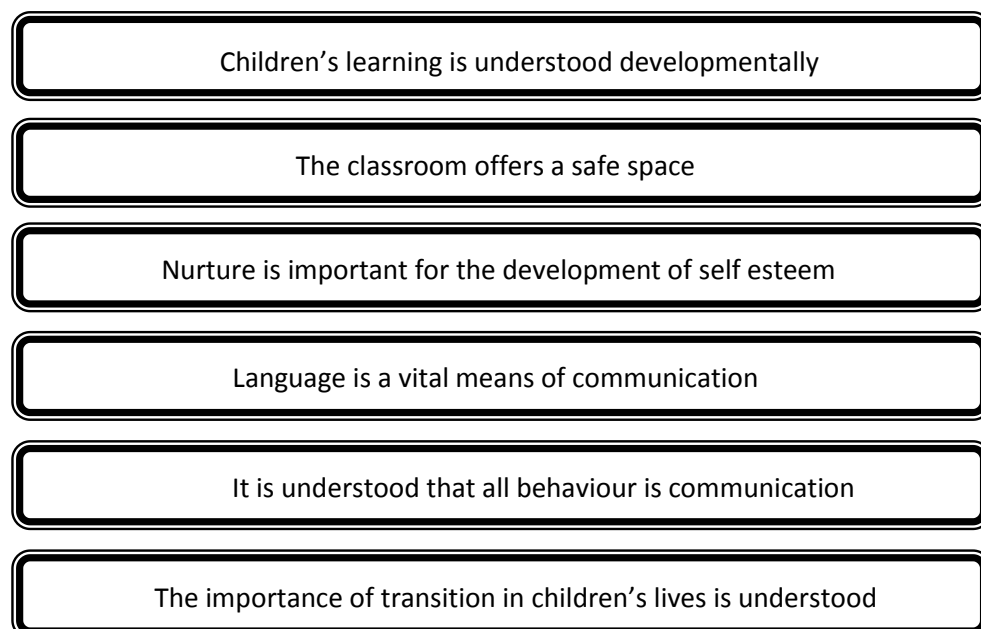 Children’s learning is understood developmentally
The classroom offers a safe space
Nurture is important for the development of self esteem
Language is a vital means of communication
It is understood that all behaviour is communication
The importance of transition in children’s lives is understood